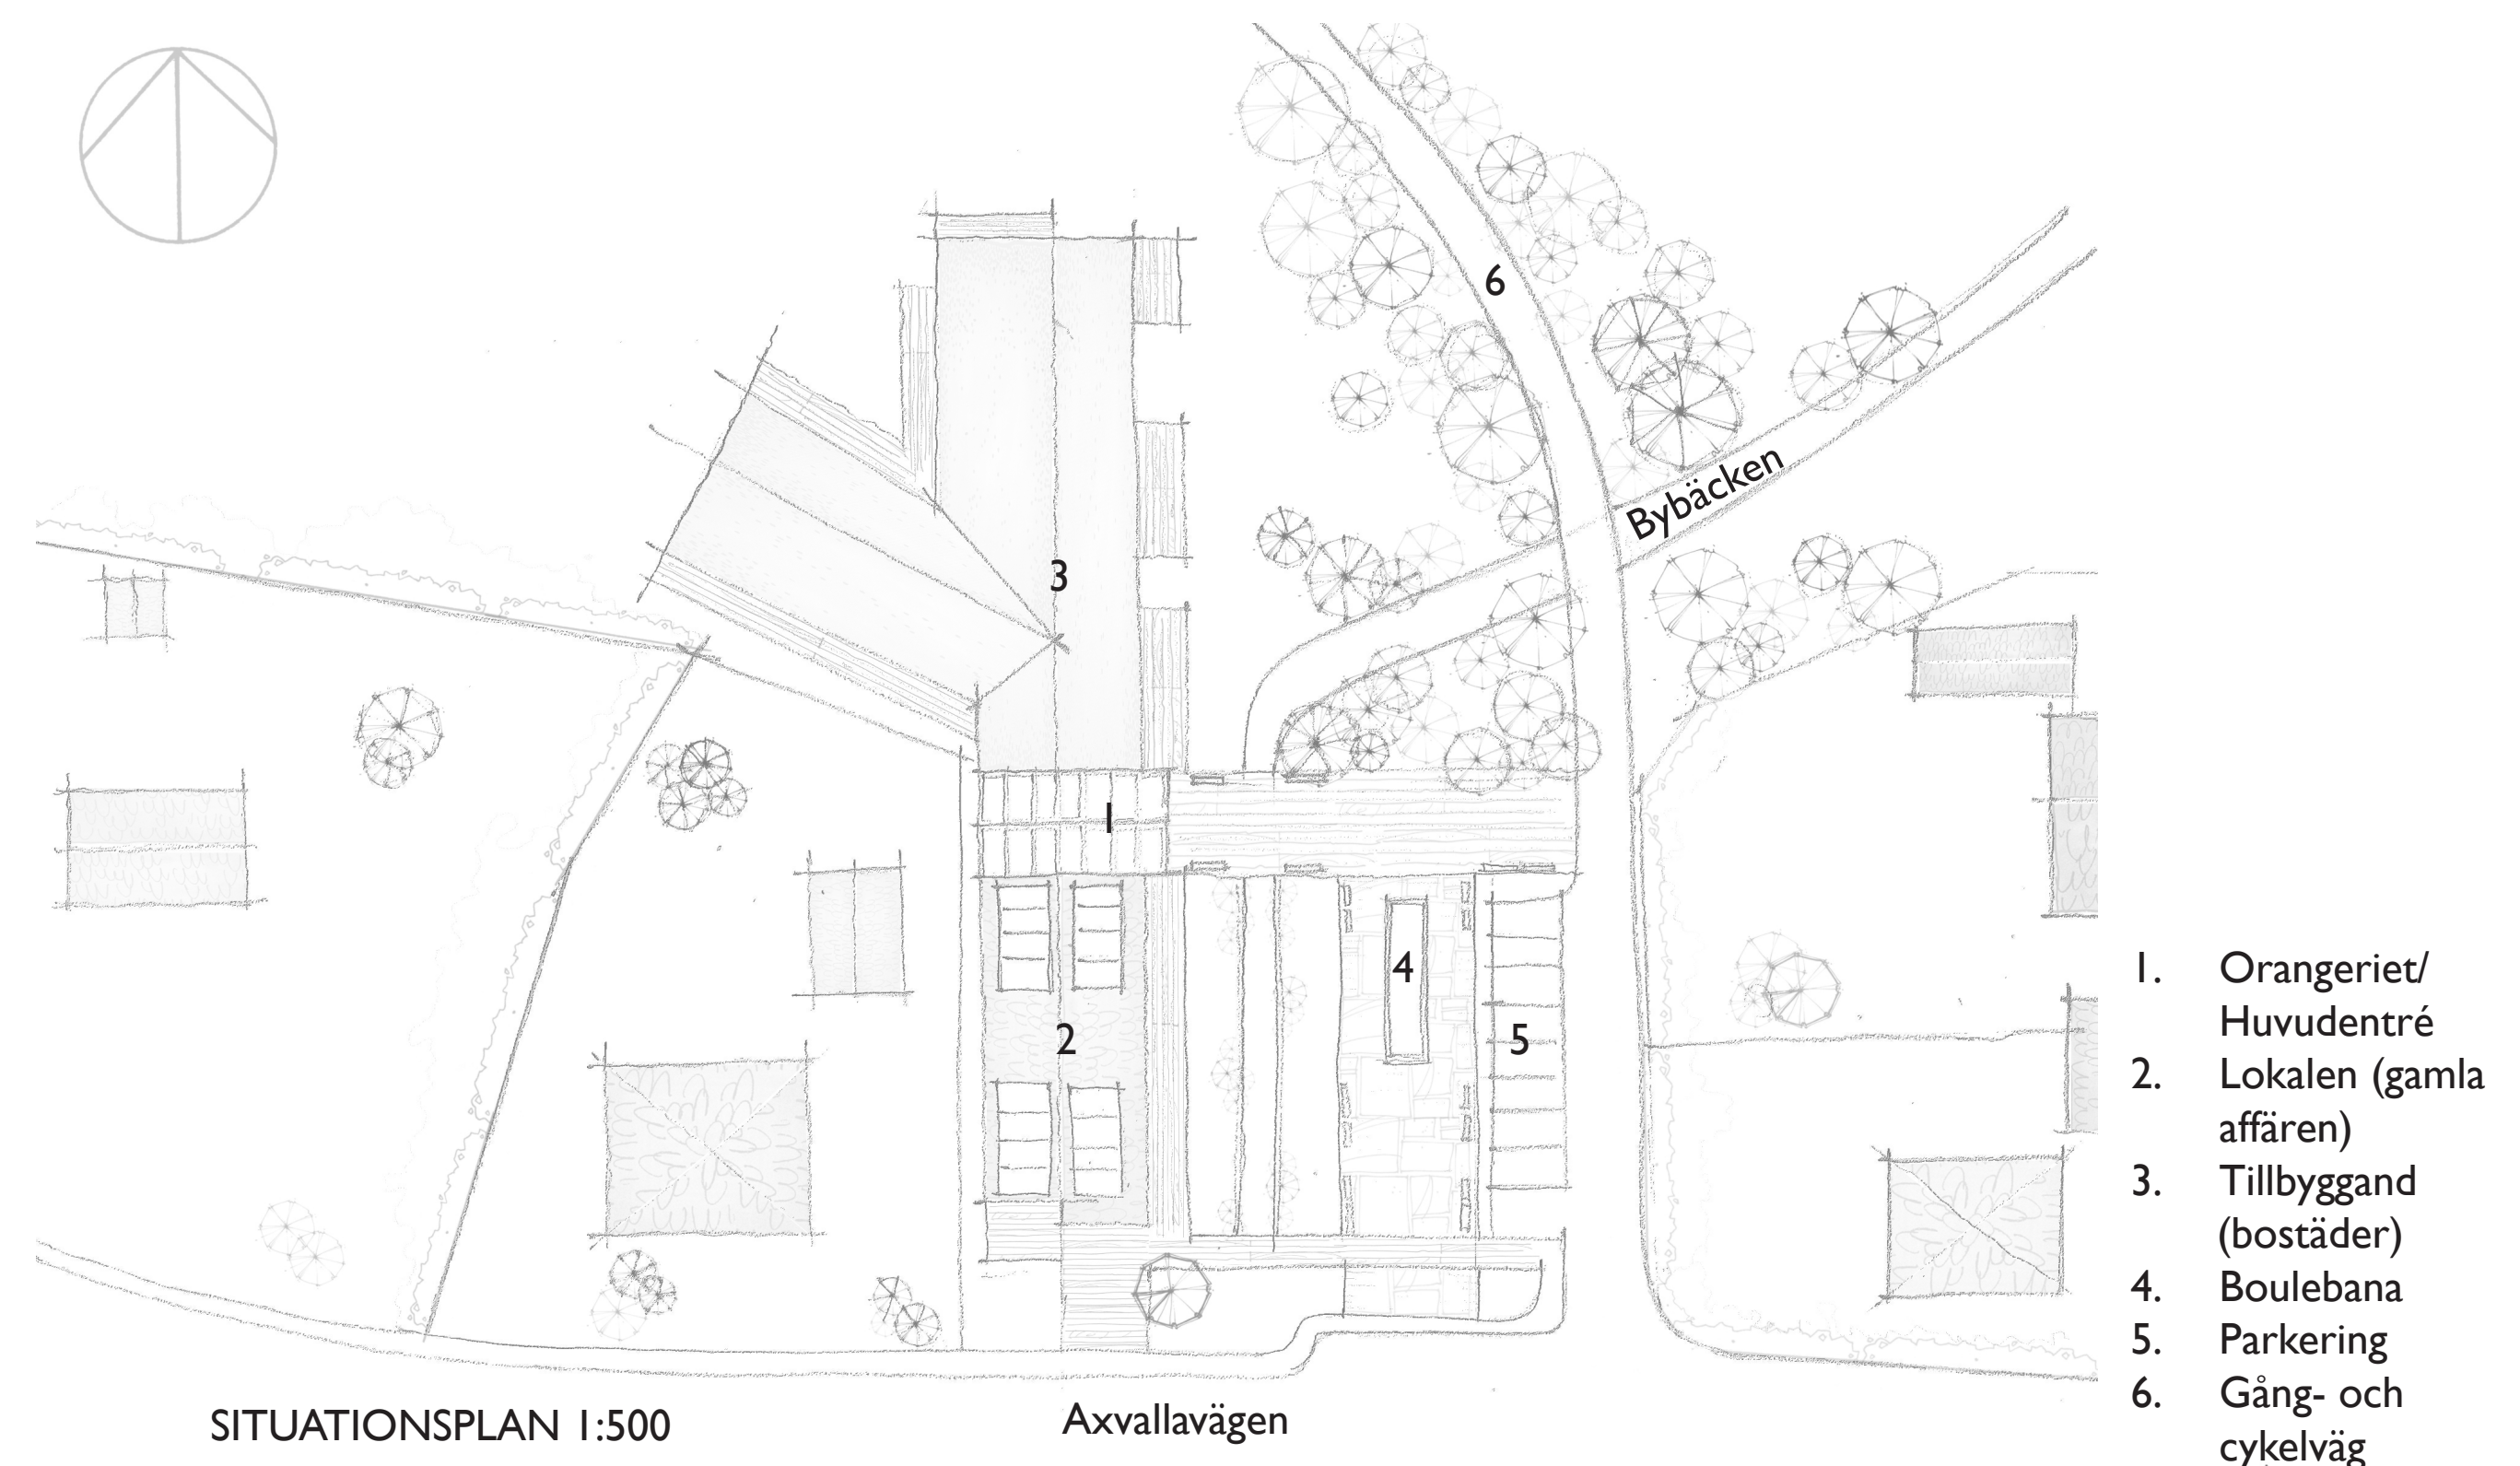 6
Bybäcken
3
1
4
2
5
1. Orangeriet/
Huvudentré
2. Lokalen (gamla
affären)
3. Tillbyggand
(bostäder)
4. Boulebana
5. Parkering
6. Gång- och
cykelväg
SITUATIONSPLAN 1:500
Axvallavägen